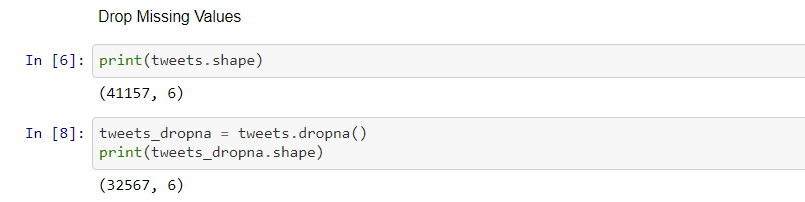 Drop Missing Values
In [6]: print(tweets.shape)
(41157, 6)
In [8]: tweets_dropna = tweets.dropna()
print(tweets_dropna.shape)
(32567, 6)